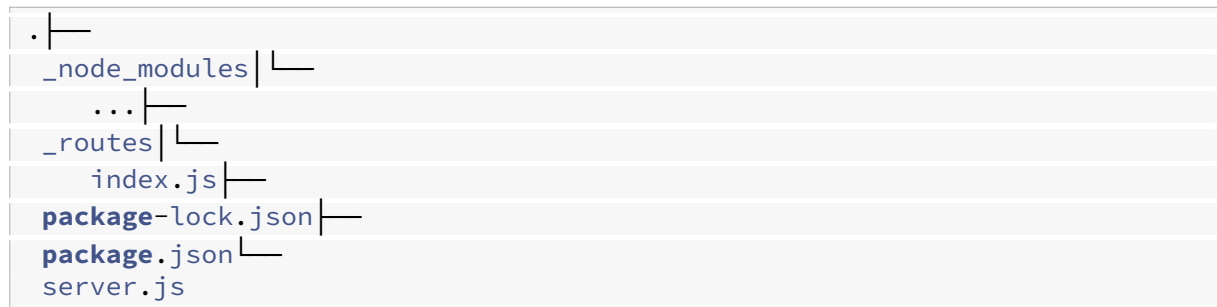 .├──
_node_modules│└──
...├──
_routes│└──
index.js├──
package-lock.json├──
package.json└──
server.js